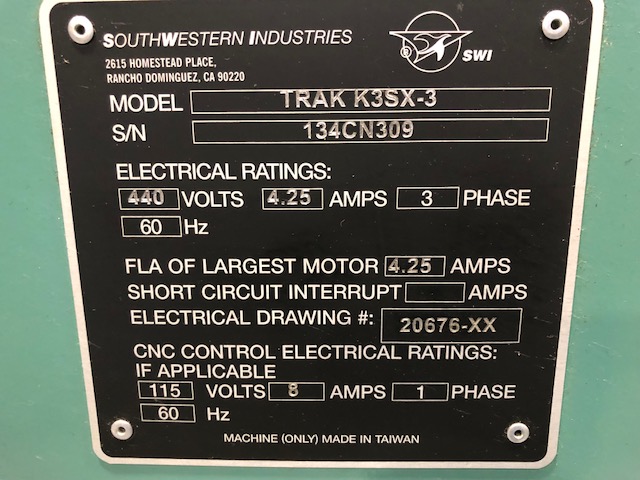 SOUTHWESTERN INDUSTRIES
2615 HOMESTEAD PLACE,
RANCHO DOMINGUEZ, CA 90220
SWI
MODEL TRAK K3SX-3
S/N 134CN309
ELECTRICAL RATINGS:
440 VOLTS 4.25 AMPS 3 PHASE
60 Hz
FLA OF LARGEST MOTOR 4.25 AMPS
SHORT CIRCUIT INTERRUPT AMPS
ELECTRICAL DRAWING #: 20676-XX
CNC CONTROL ELECTRICAL RATINGS:
IF APPLICABLE
115 VOLTS 8 AMPS 1 PHASE
60 Hz
MACHINE (ONLY) MADE IN TAIWAN